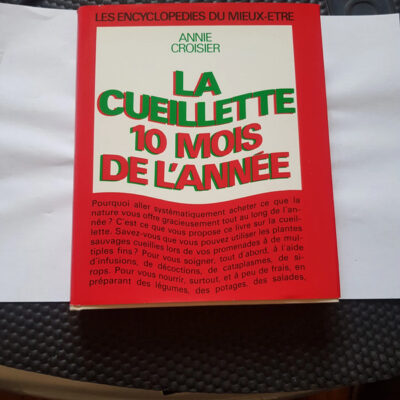 LES ENCYCLOPEDIES DU MIEUX-ETRE
ANNIE
CROISIER
LA
CUEILLETTE
10 MOIS
DE L'ANNÉE
Pourquoi aller systématiquement acheter ce que la
nature vous offre gracieusement tout au long de l'an-
née ? C'est ce que vous propose ce livre sur la cueil-
lette. Savez-vous que vous pouvez utiliser les plantes
sauvages cueillies lors de vos promenades à de mul-
tiples fins ? Pour vous soigner, tout d'abord, à l'aide
d'infusions, de décoctions, de cataplasmes, de si-
rops. Pour vous nourrir, surtout, et à peu de frais, en
préparant des légumes, des potages, des salades,